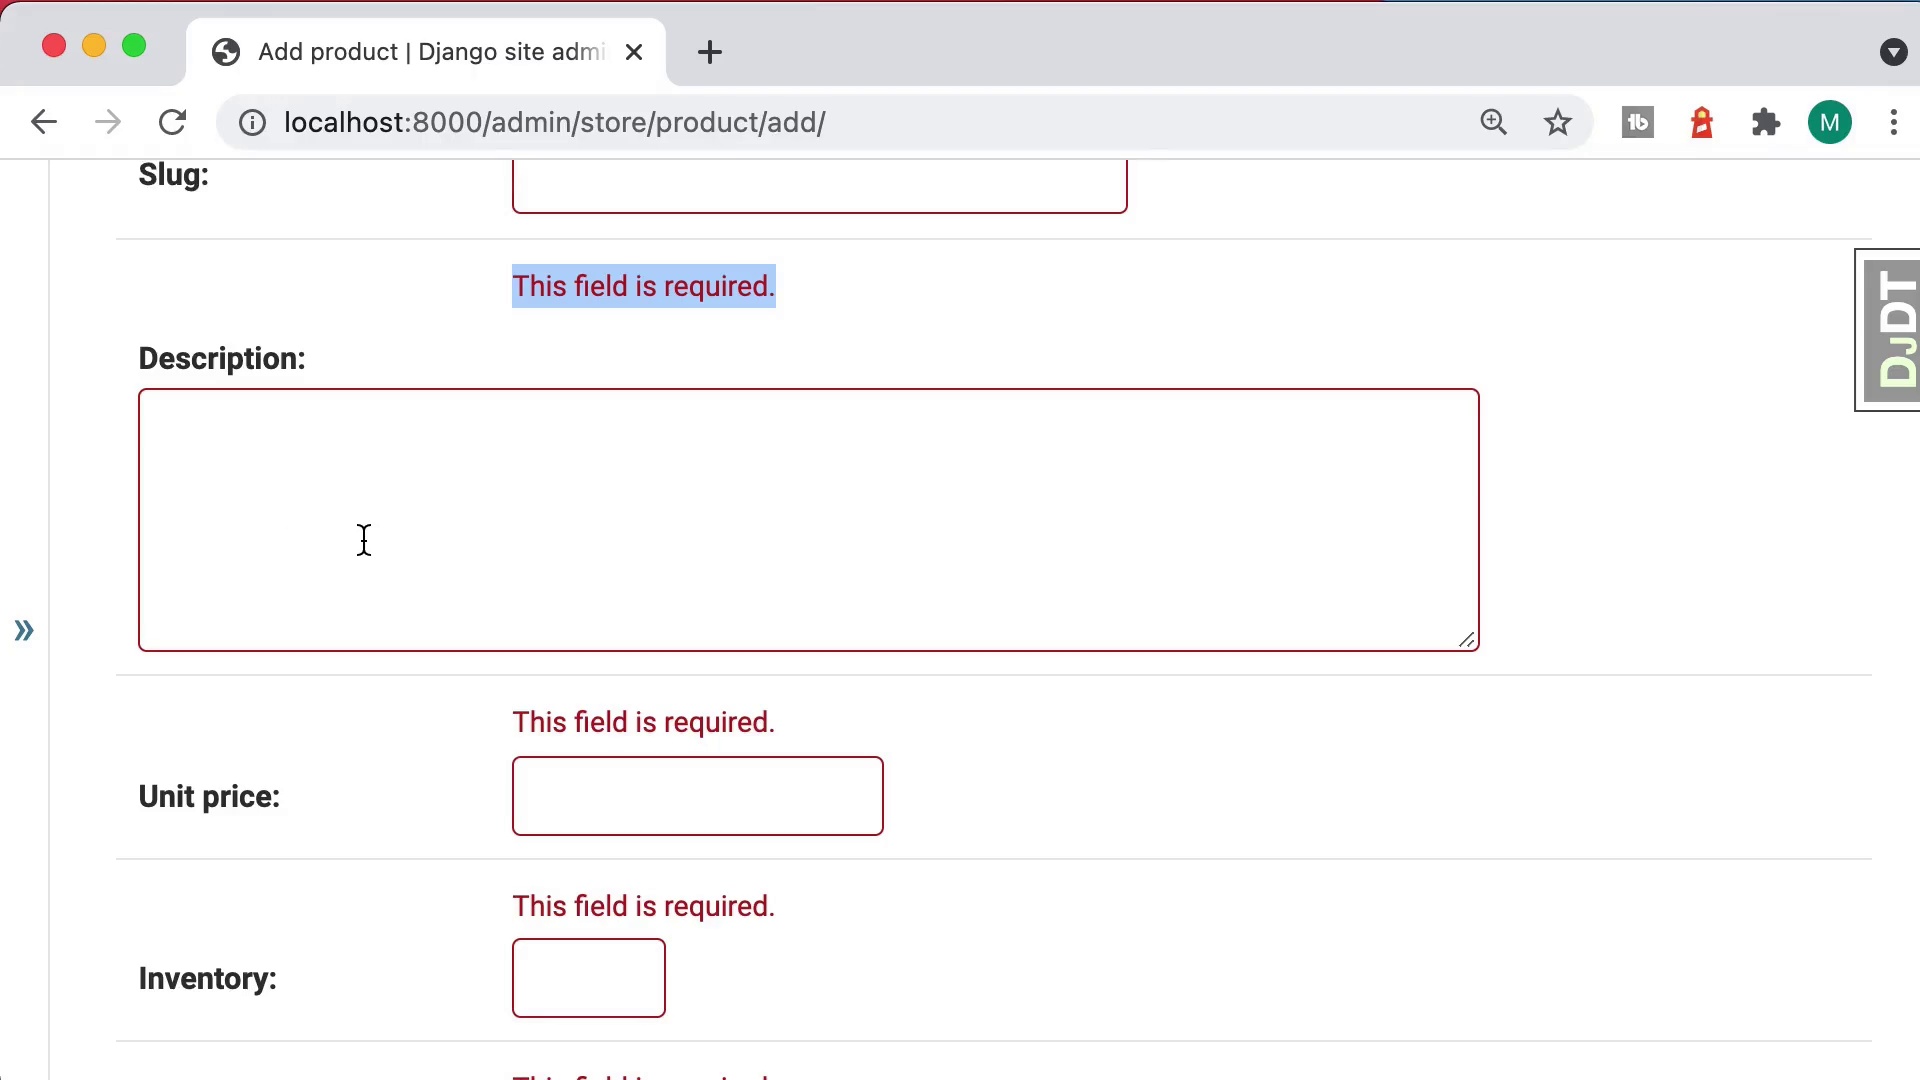 Add product | Django site admi
localhost:8000/admin/store/product/add/
M
Slug:
This field is required.
DJDT
Description:
This field is required.
Unit price:
This field is required.
Inventory: